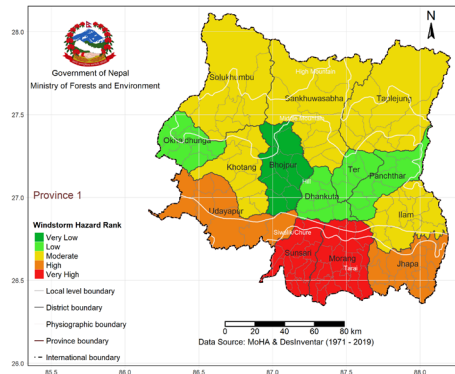 N
28.0
Government of Nepal
Ministry of Forests and Environment
Solukhumbu
High Mountain
Sankhuwasabha
Taplejung
27.5
Okhaldhunga
Khotang
Bhojpur
Ter
Panchthar
Dhankuta
27.0
Province 1
Udayapur
Ilam
Windstorm Hazard Rank
Very Low
Low
Moderate
High
Very High
Siwalik/Chure
Sunsari
Morang
Terai
Jhapa
26.5
Local level boundary
District boundary
Physiographic boundary
Province boundary
International boundary
0 20 40 60 80 km
Data Source: MoHA & DesInventar (1971 - 2019)
26.0
85.5 86.0 86.5 87.0 87.5 88.0